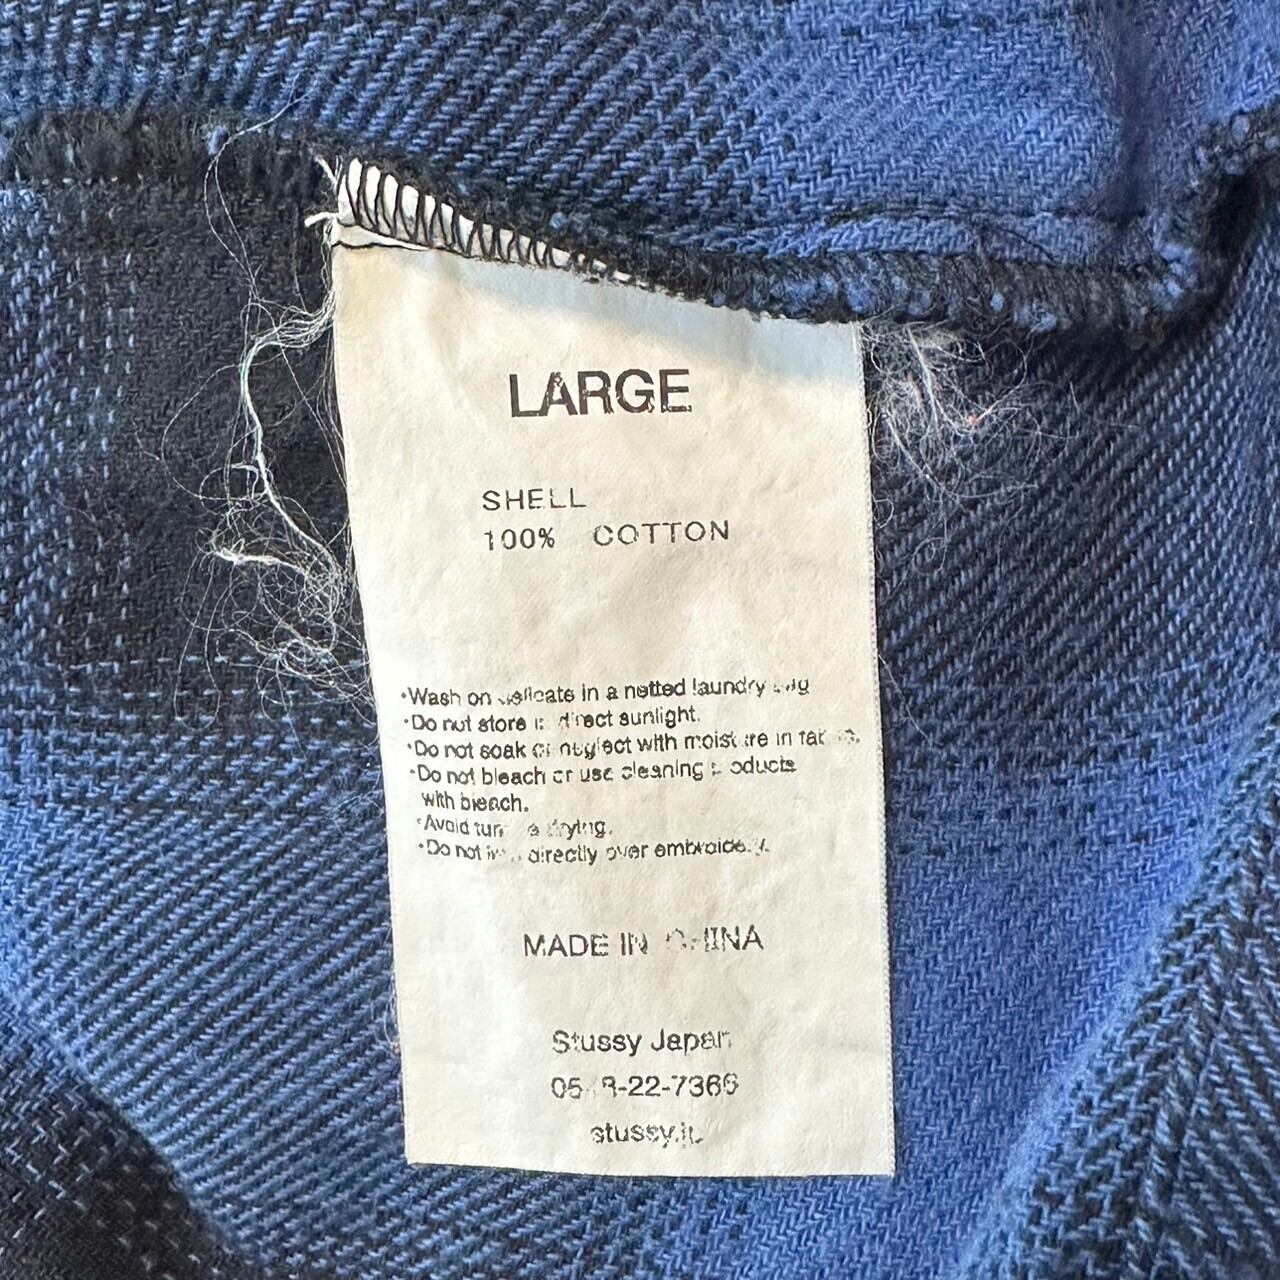 LARGE
SHELL
100% COTTON
·Wash on delicate in a netted laundry bag
·Do not store in direct sunlight.
·Do not soak or neglect with moisture in fabric.
·Do not bleach or use cleaning products
with bleach.
·Avoid tumble drying.
·Do not iron directly over embroidery.
MADE IN CHINA
Stussy Japan
stussy.jp